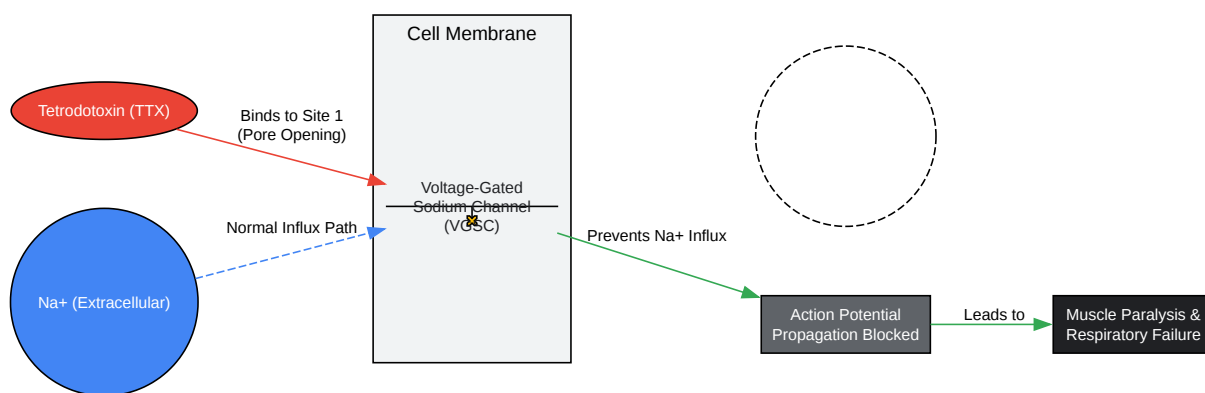 Cell Membrane
Tetrodotoxin (TTX)
Binds to Site 1
(Pore Opening)
Voltage-Gated
Sodium Channel
(VGSC)
Normal Influx Path
Na+ (Extracellular)
Prevents Na+ Influx
Action Potential
Propagation Blocked
Leads to
Muscle Paralysis &
Respiratory Failure